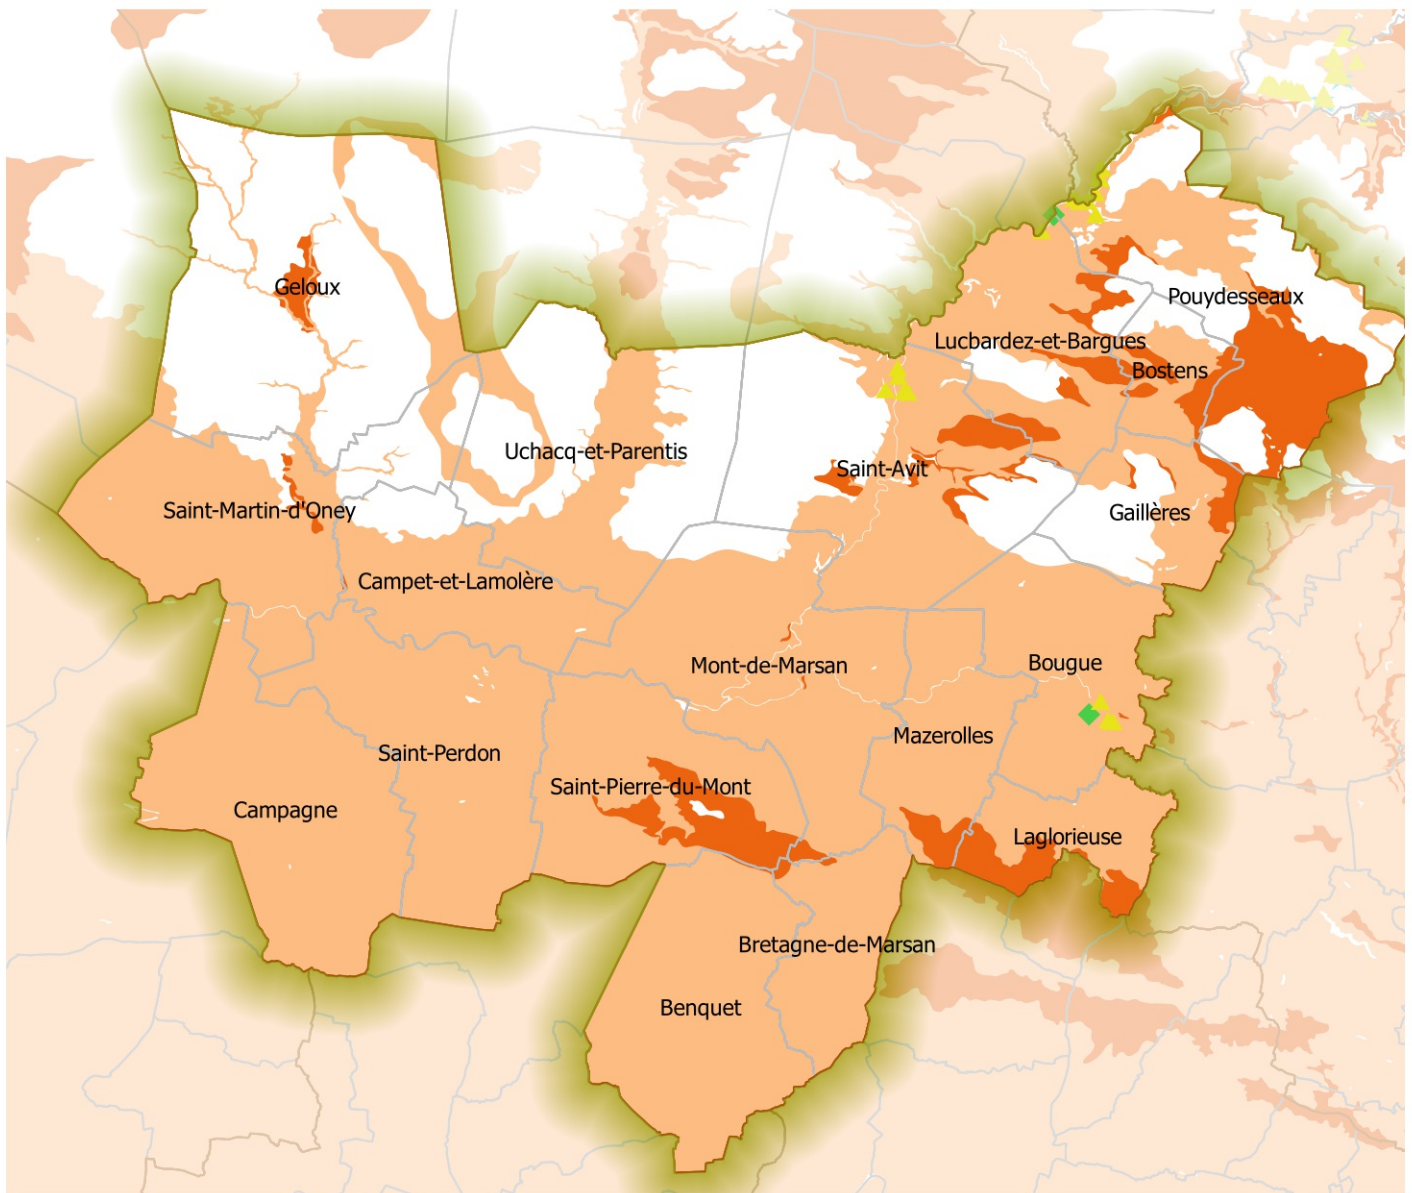 Geloux
Pouydesseaux
Lucbardez-et-Bargues
Bostens
Uchacq-et-Parentis
Saint-Avit
Saint-Martin-d'Oney
Gaillères
Campet-et-Lamolère
Mont-de-Marsan
Bougue
Mazerolles
Saint-Perdon
Saint-Pierre-du-Mont
Campagne
Laglorieuse
Bretagne-de-Marsan
Benquet